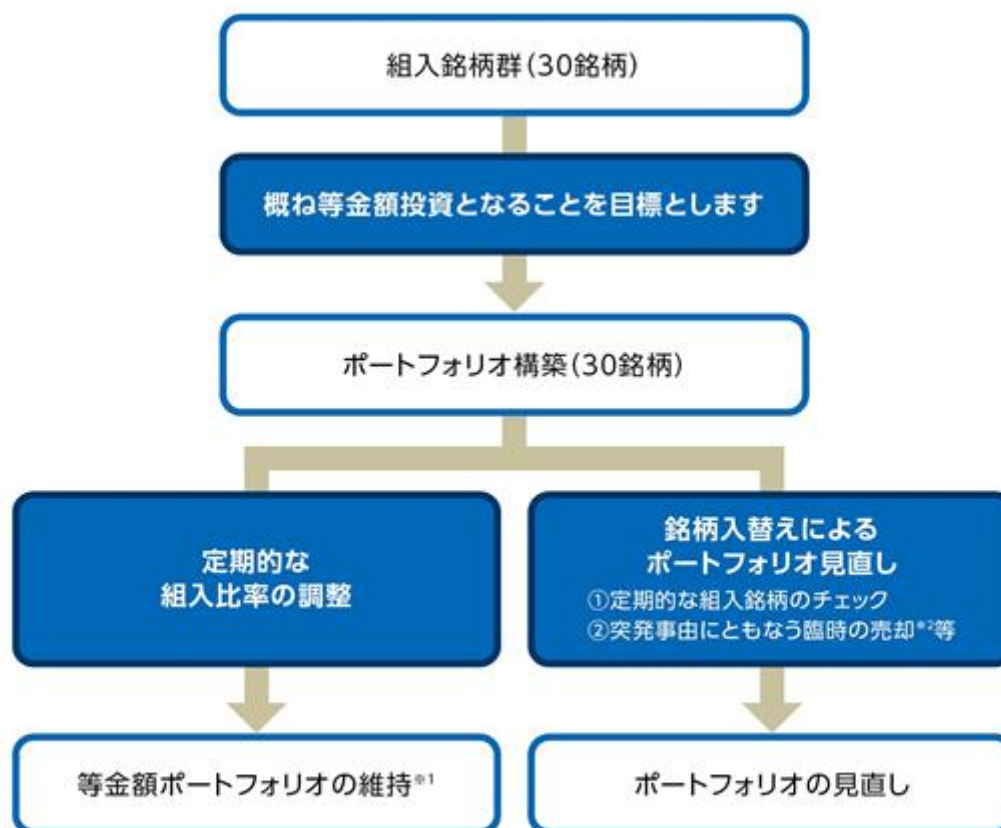 組入銘柄群(30銘柄)
概ね等金額投資となることを目標とします
ポートフォリオ構築(30銘柄)
定期的な
組入比率の調整
銘柄入替えによる
ポートフォリオ見直し
①定期的な組入銘柄のチェック
②突発事由にともなう臨時の売却※2等
等金額ポートフォリオの維持※1
ポートフォリオの見直し